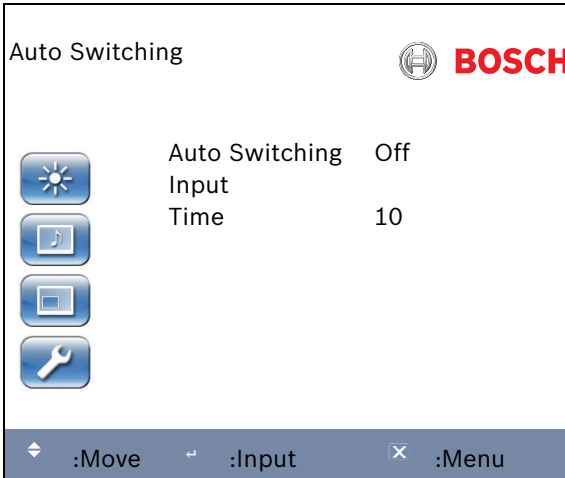 Auto Switching
BOSCH
Auto Switching Off
Input
Time 10
:Move :Input :Menu